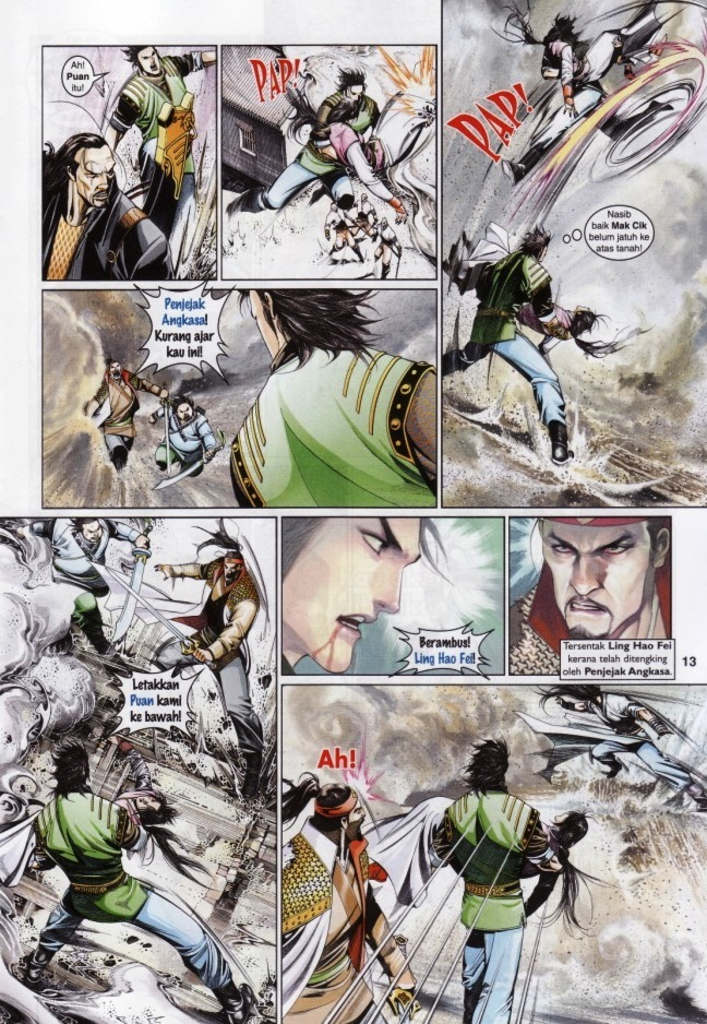 Ah!
Puan
itu!
PAP!
PAP!
Nasib
baik Mak Cik
belum jatuh ke
atas tanah!
Penjejak
Angkasa!
Kurang ajar
kau ini!
Letakkan
Puan kami
ke bawah!
Berambus!
Ling Hao Fei!
Tersentak Ling Hao Fei
kerana telah ditengking
oleh Penjejak Angkasa.
13
Ah!